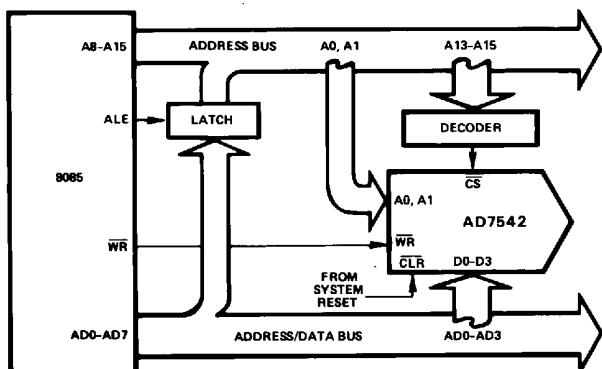 A8–A15
ADDRESS BUS
A0, A1
A13–A15
ALE
LATCH
DECODER
8085
CS
A0, A1
AD7542
WR
WR
CLR
D0–D3
FROM
SYSTEM
RESET
AD0–AD7
ADDRESS/DATA BUS
AD0–AD3